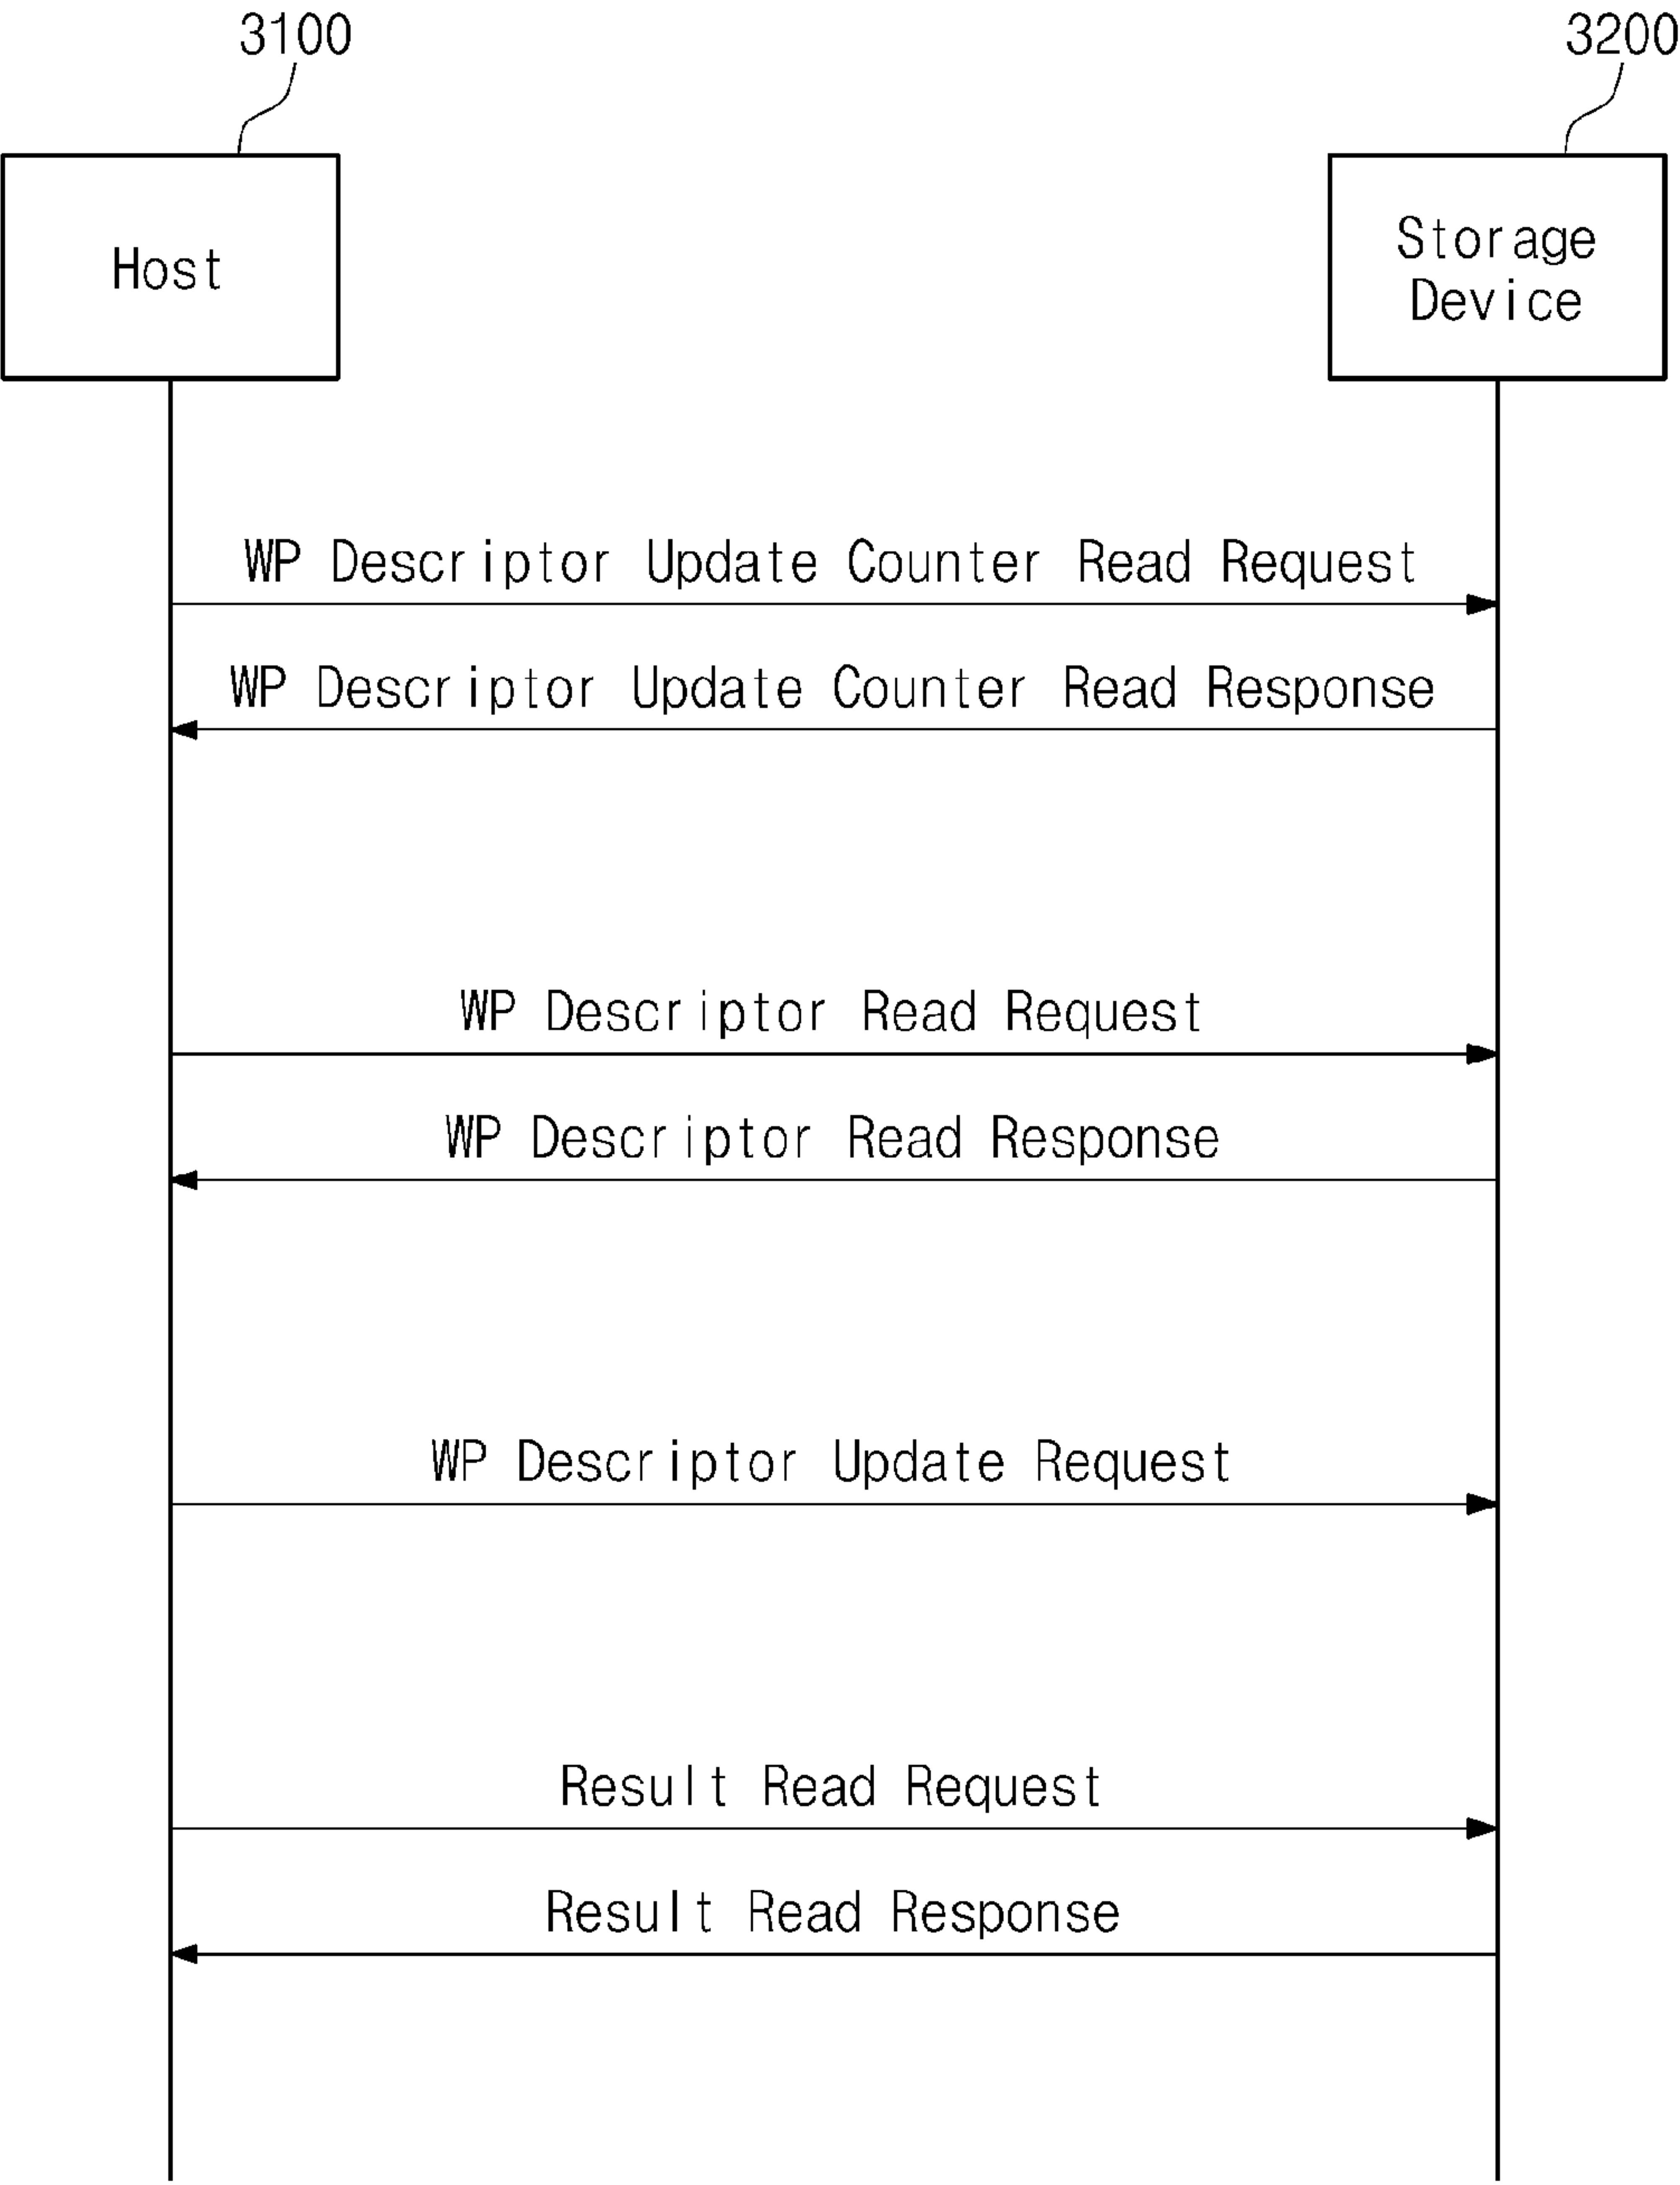 3100
3200
Host
Storage
Device
WP Descriptor Update Counter Read Request
WP Descriptor Update Counter Read Response
WP Descriptor Read Request
WP Descriptor Read Response
WP Descriptor Update Request
Result Read Request
Result Read Response